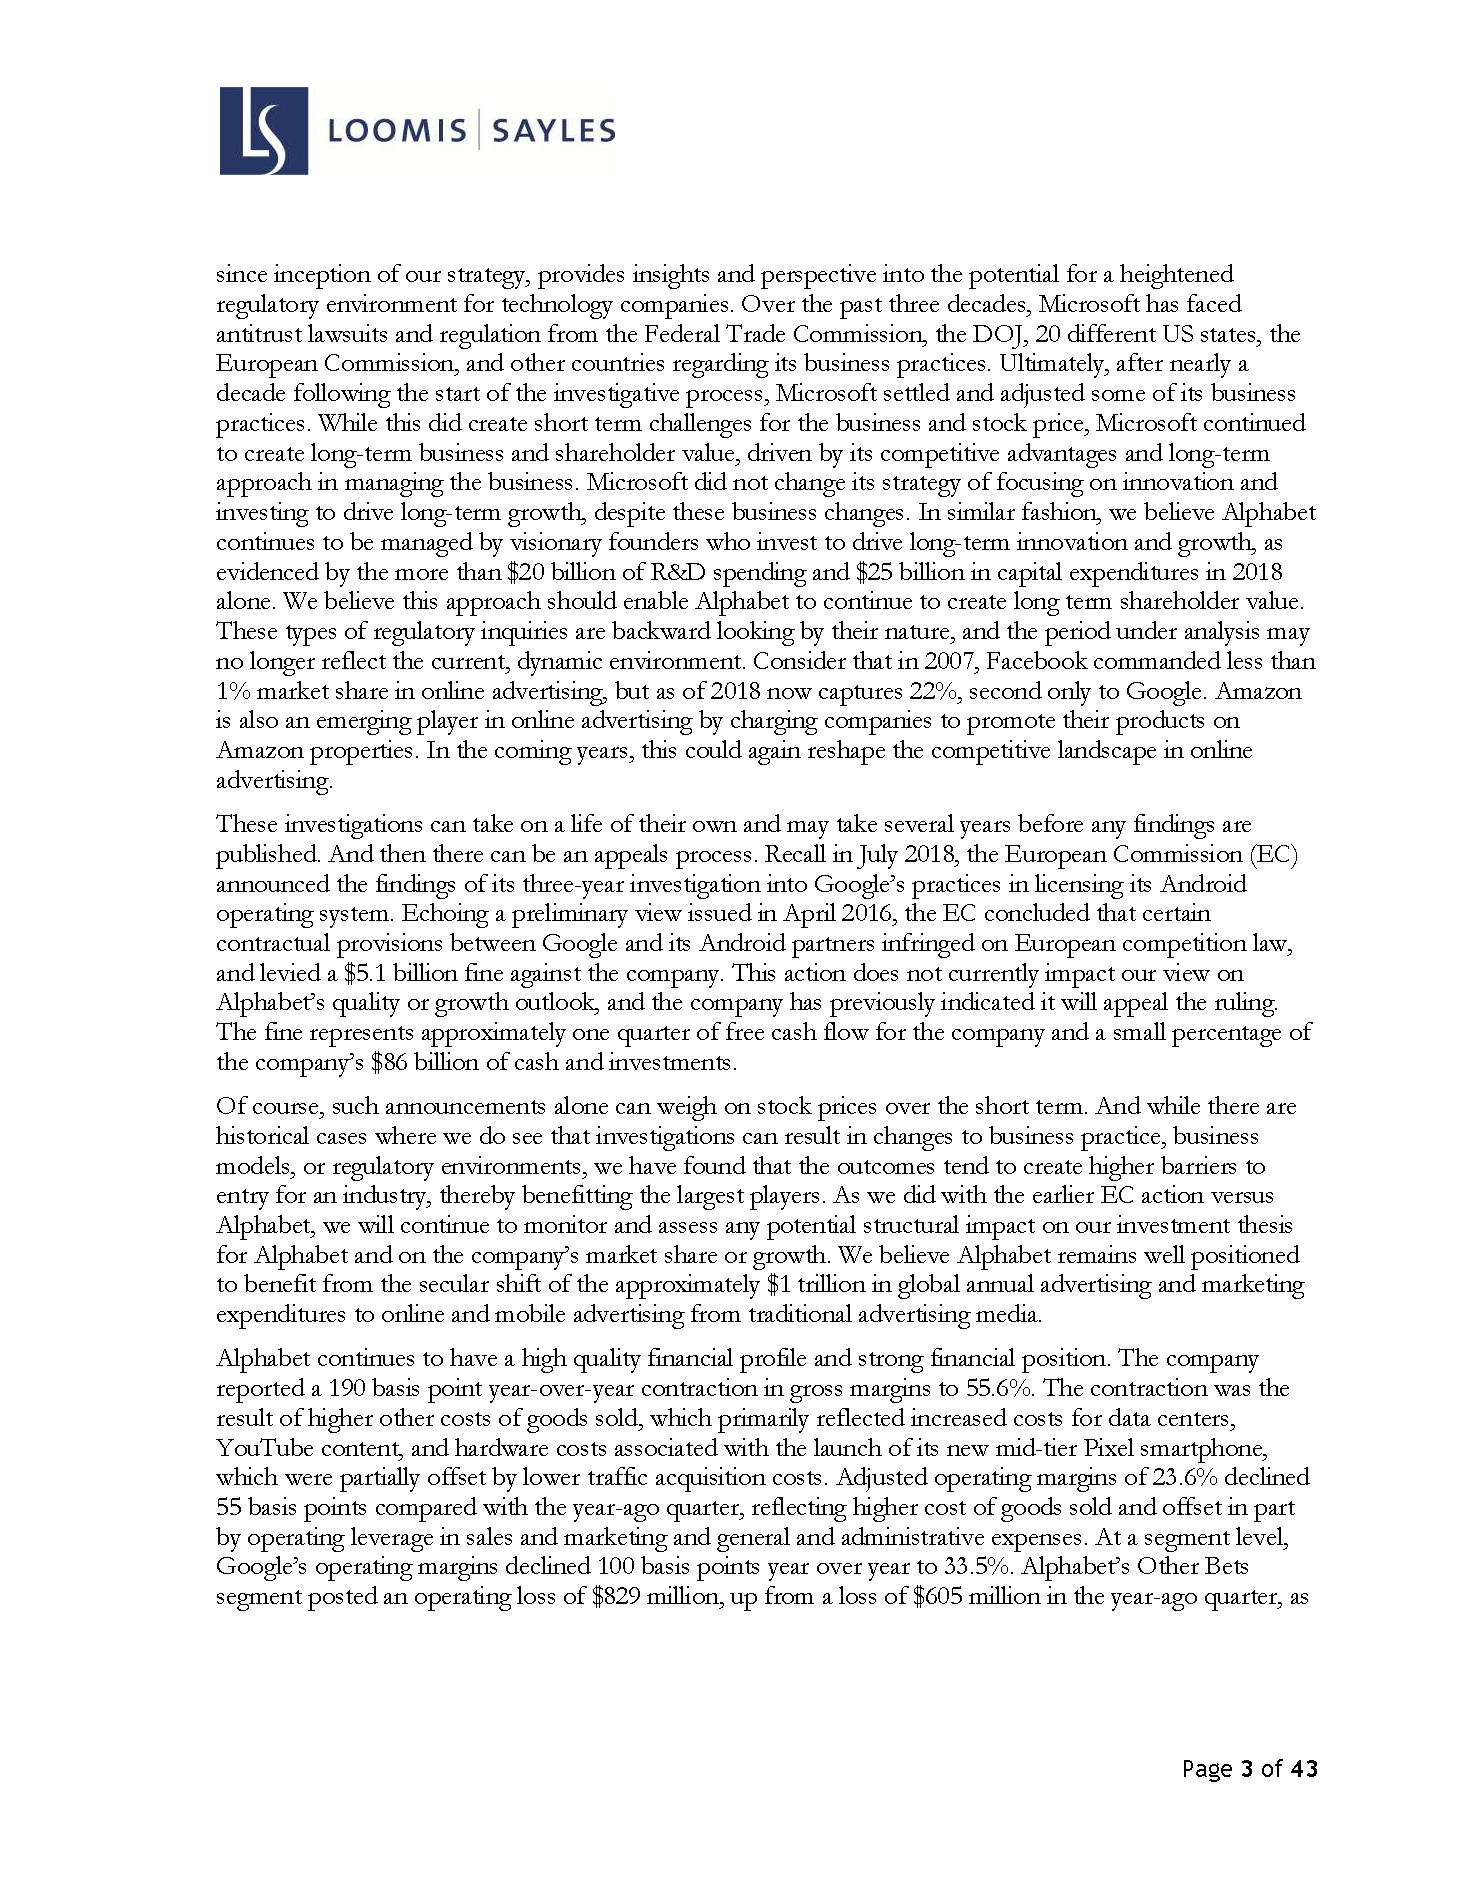 LS LOOMIS | SAYLES
since inception of our strategy, provides insights and perspective into the potential for a heightened
regulatory environment for technology companies. Over the past three decades, Microsoft has faced
antitrust lawsuits and regulation from the Federal Trade Commission, the DOJ, 20 different US states, the
European Commission, and other countries regarding its business practices. Ultimately, after nearly a
decade following the start of the investigative process, Microsoft settled and adjusted some of its business
practices. While this did create short term challenges for the business and stock price, Microsoft continued
to create long-term business and shareholder value, driven by its competitive advantages and long-term
approach in managing the business. Microsoft did not change its strategy of focusing on innovation and
investing to drive long-term growth, despite these business changes. In similar fashion, we believe Alphabet
continues to be managed by visionary founders who invest to drive long-term innovation and growth, as
evidenced by the more than $20 billion of R&D spending and $25 billion in capital expenditures in 2018
alone. We believe this approach should enable Alphabet to continue to create long term shareholder value.
These types of regulatory inquiries are backward looking by their nature, and the period under analysis may
no longer reflect the current, dynamic environment. Consider that in 2007, Facebook commanded less than
1% market share in online advertising, but as of 2018 now captures 22%, second only to Google. Amazon
is also an emerging player in online advertising by charging companies to promote their products on
Amazon properties. In the coming years, this could again reshape the competitive landscape in online
advertising.
These investigations can take on a life of their own and may take several years before any findings are
published. And then there can be an appeals process. Recall in July 2018, the European Commission (EC)
announced the findings of its three-year investigation into Google's practices in licensing its Android
operating system. Echoing a preliminary view issued in April 2016, the EC concluded that certain
contractual provisions between Google and its Android partners infringed on European competition law,
and levied a $5.1 billion fine against the company. This action does not currently impact our view on
Alphabet's quality or growth outlook, and the company has previously indicated it will appeal the ruling.
The fine represents approximately one quarter of free cash flow for the company and a small percentage of
the company's $86 billion of cash and investments.
Of course, such announcements alone can weigh on stock prices over the short term. And while there are
historical cases where we do see that investigations can result in changes to business practice, business
models, or regulatory environments, we have found that the outcomes tend to create higher barriers to
entry for an industry, thereby benefitting the largest players. As we did with the earlier EC action versus
Alphabet, we will continue to monitor and assess any potential structural impact on our investment thesis
for Alphabet and on the company's market share or growth. We believe Alphabet remains well positioned
to benefit from the secular shift of the approximately $1 trillion in global annual advertising and marketing
expenditures to online and mobile advertising from traditional advertising media.
Alphabet continues to have a high quality financial profile and strong financial position. The company
reported a 190 basis point year-over-year contraction in gross margins to 55.6%. The contraction was the
result of higher other costs of goods sold, which primarily reflected increased costs for data centers,
YouTube content, and hardware costs associated with the launch of its new mid-tier Pixel smartphone,
which were partially offset by lower traffic acquisition costs. Adjusted operating margins of 23.6% declined
55 basis points compared with the year-ago quarter, reflecting higher cost of goods sold and offset in part
by operating leverage in sales and marketing and general and administrative expenses. At a segment level,
Google's operating margins declined 100 basis points year over year to 33.5%. Alphabet's Other Bets
segment posted an operating loss of $829 million, up from a loss of $605 million in the year-ago quarter, as
Page 3 of 43